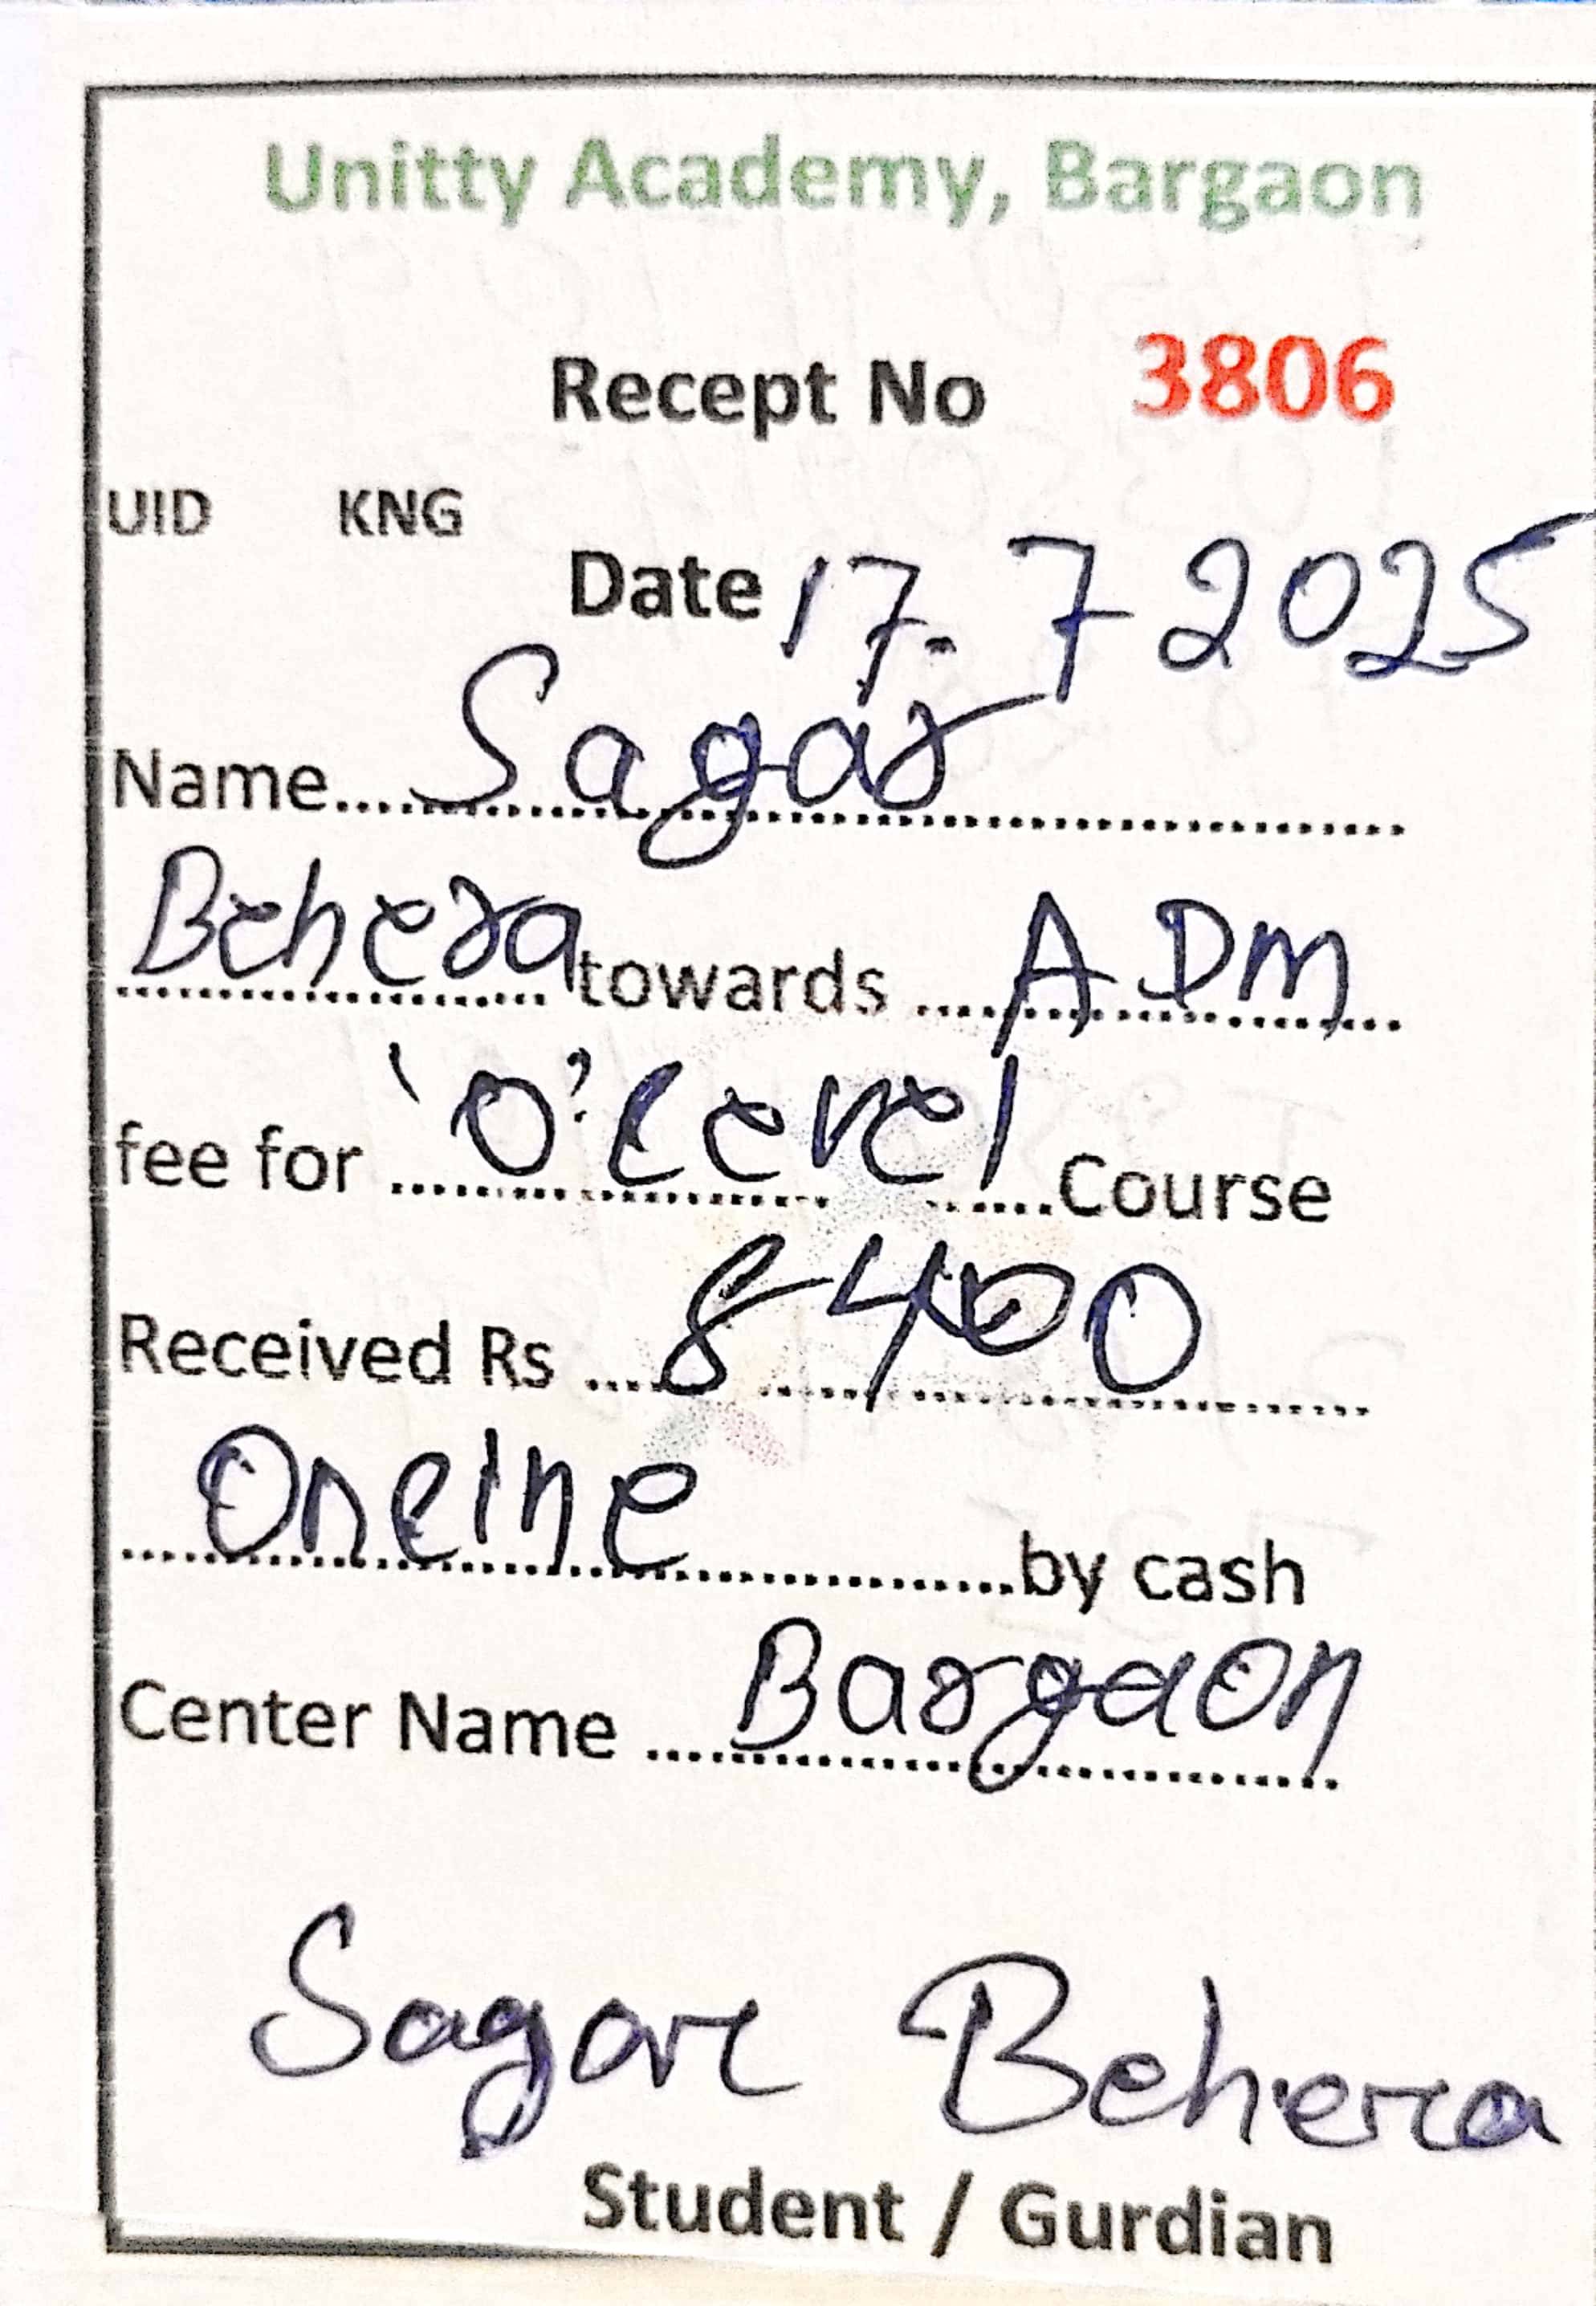 Unitty Academy, Bargaon
Recept No 3806
UID KNG
Date 17.7 2025
Name.... Sagar
Behera towards .... ADM
fee for .... 'O' Level ....Course
Received Rs .... 8400
Online ....by cash
Center Name .... Bargaon
Sagar Behera
Student / Gurdian